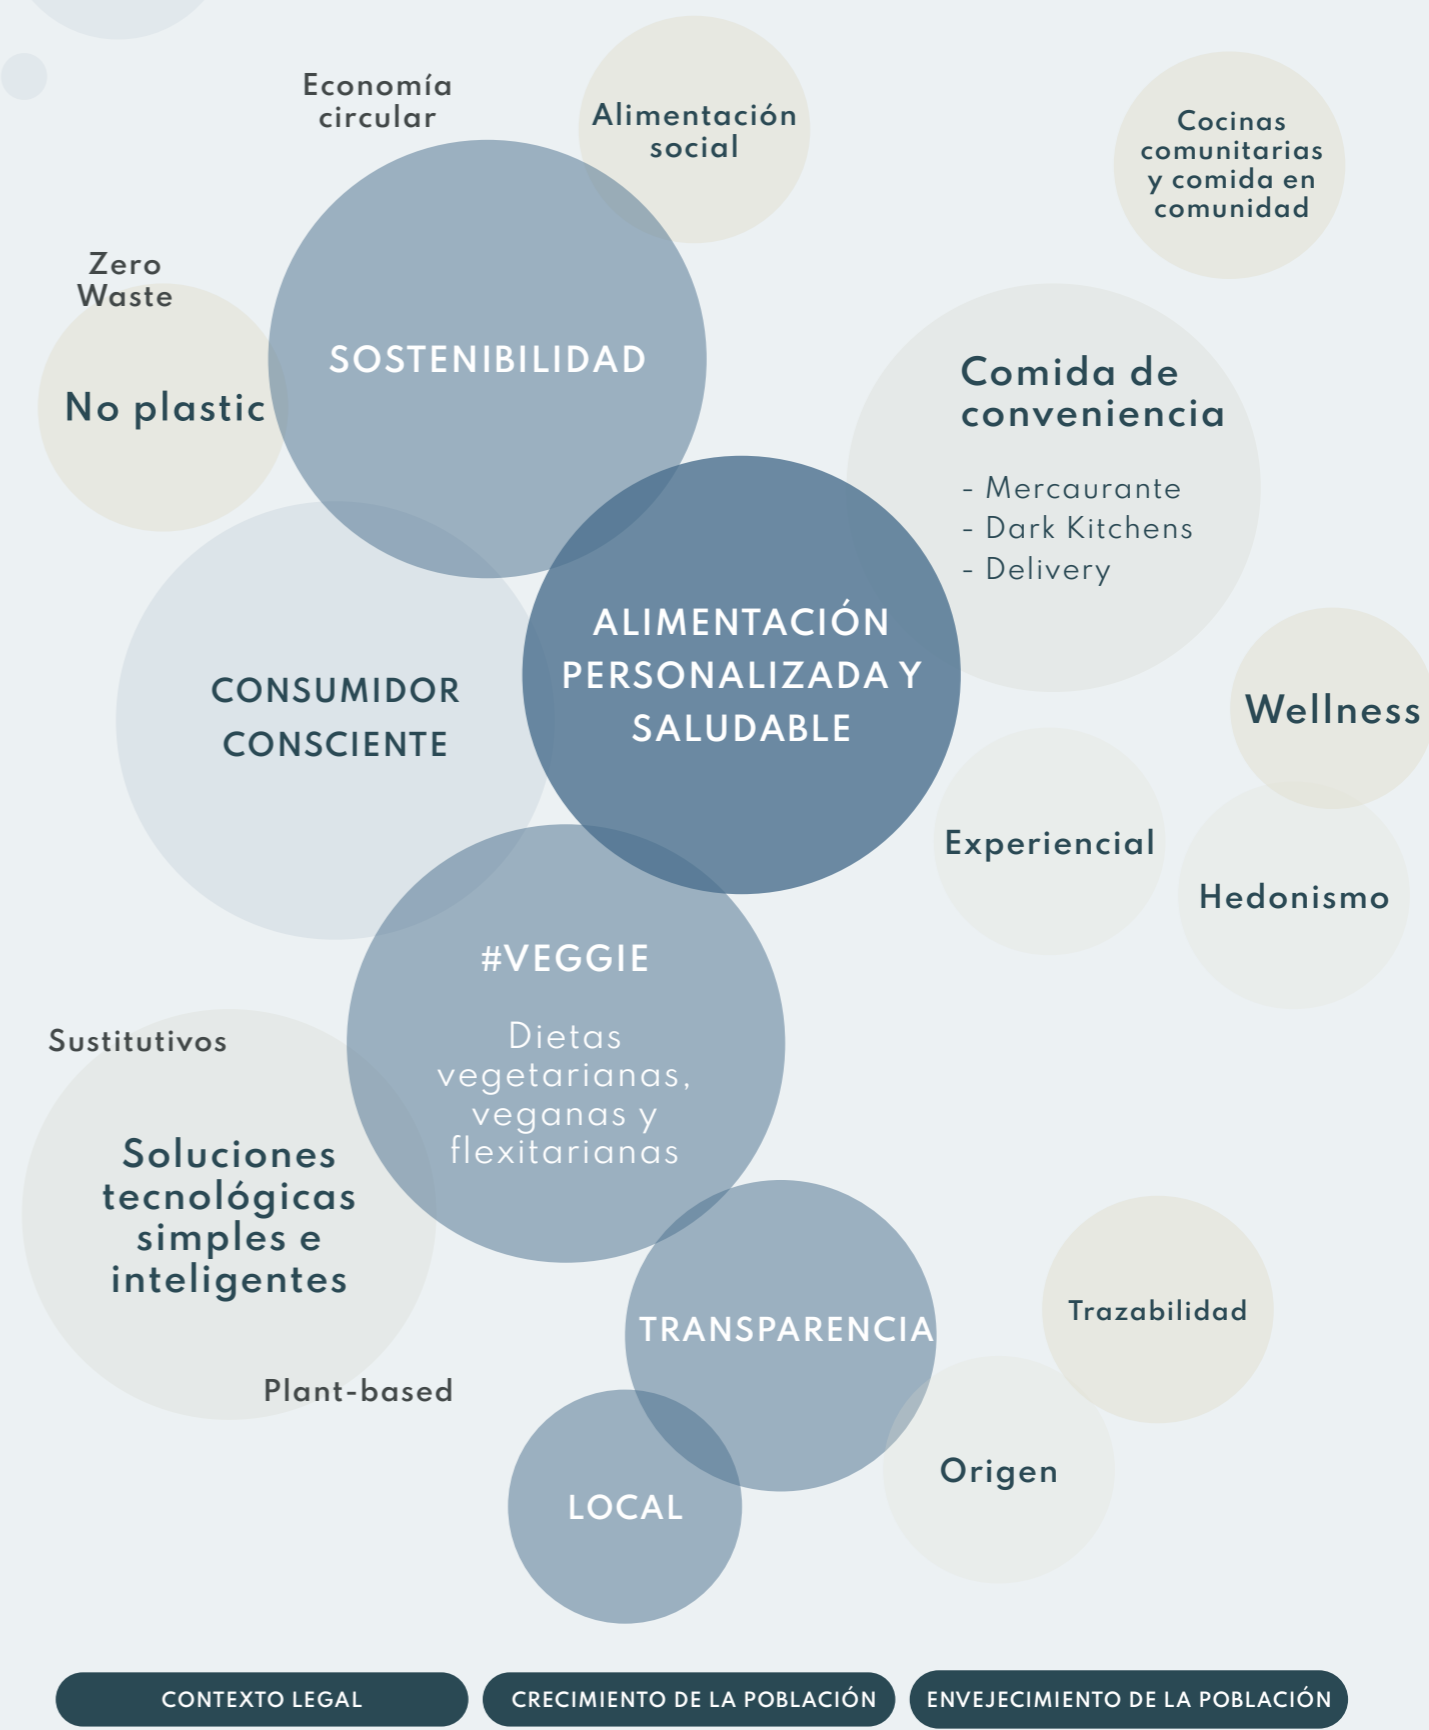 Economía
circular
Alimentación
social
Cocinas
comunitarias
y comida en
comunidad
Zero
Waste
No plastic
SOSTENIBILIDAD
Comida de
conveniencia
- Mercaurante
- Dark Kitchens
- Delivery
ALIMENTACIÓN
PERSONALIZADA Y
SALUDABLE
CONSUMIDOR
CONSCIENTE
Wellness
Experiencial
Hedonismo
#VEGGIE
Dietas
vegetarianas,
veganas y
flexitarianas
Sustitutivos
Soluciones
tecnológicas
simples e
inteligentes
Plant-based
TRANSPARENCIA
Trazabilidad
Origen
LOCAL
CONTEXTO LEGAL
CRECIMIENTO DE LA POBLACIÓN
ENVEJECIMIENTO DE LA POBLACIÓN